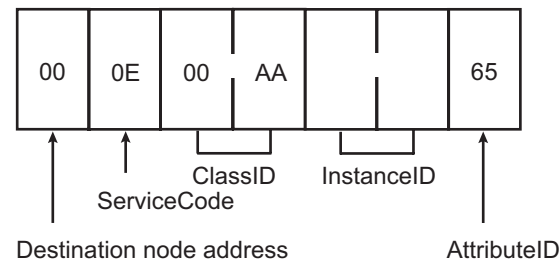 00 0E 00 AA 65
ClassID InstanceID
ServiceCode
Destination node address AttributeID